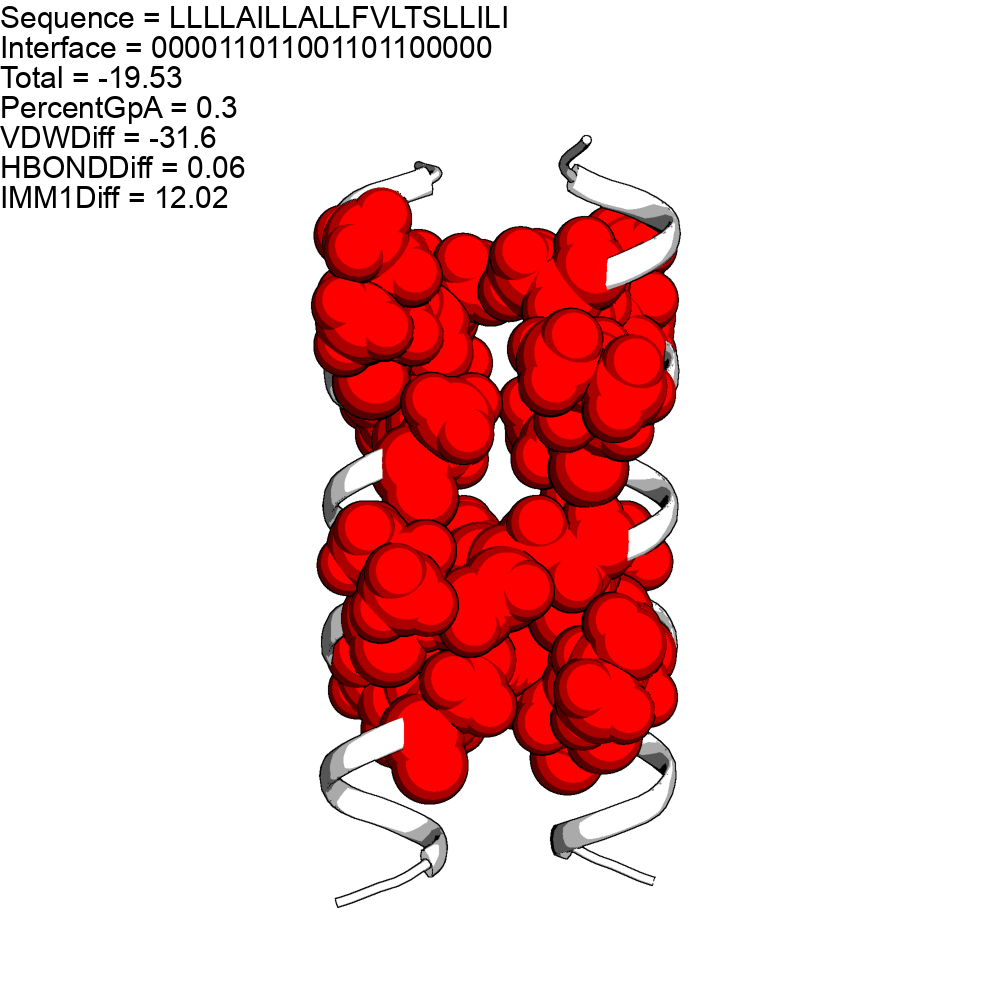 Sequence = LLLLAILLALLFVLTSLLILI
Interface = 000011011001101100000
Total = -19.53
PercentGpA = 0.3
VDWDiff = -31.6
HBONDDiff = 0.06
IMM1Diff = 12.02